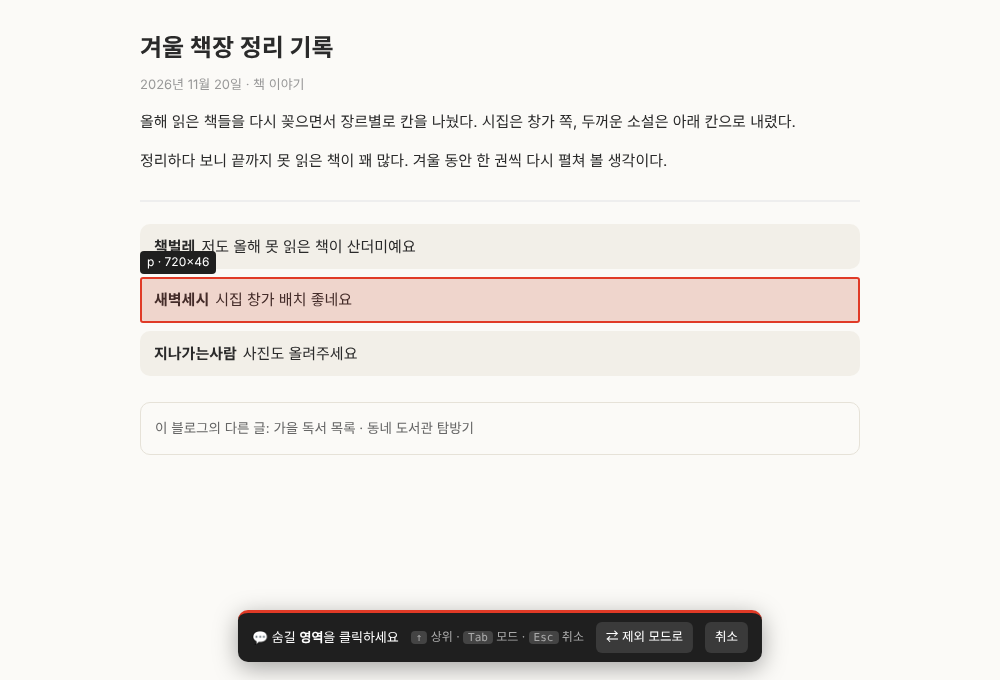 겨울 책장 정리 기록
2026년 11월 20일 · 책 이야기
올해 읽은 책들을 다시 꽂으면서 장르별로 칸을 나눴다. 시집은 창가 쪽, 두꺼운 소설은 아래 칸으로 내렸다.
정리하다 보니 끝까지 못 읽은 책이 꽤 많다. 겨울 동안 한 권씩 다시 펼쳐 볼 생각이다.
책벌레 저도 올해 못 읽은 책이 산더미예요
p · 720×46
새벽세시 시집 창가 배치 좋네요
지나가는사람 사진도 올려주세요
이 블로그의 다른 글: 가을 독서 목록 · 동네 도서관 탐방기
💬 숨길 영역을 클릭하세요 ↑ 상위 · Tab 모드 · Esc 취소 ⇄ 제외 모드로 취소